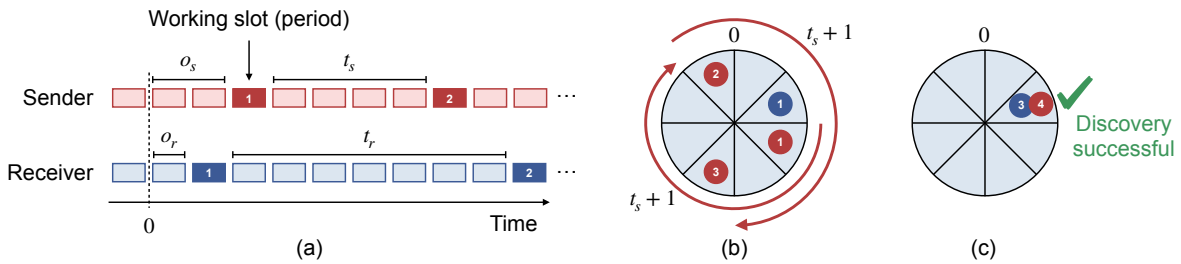 Working slot (period)
o_s
t_s
Sender
1
2
...
o_r
t_r
Receiver
1
2
...
0
Time
(a)
0
t_s + 1
2
1
1
3
t_s + 1
(b)
0
3
4
Discovery
successful
(c)